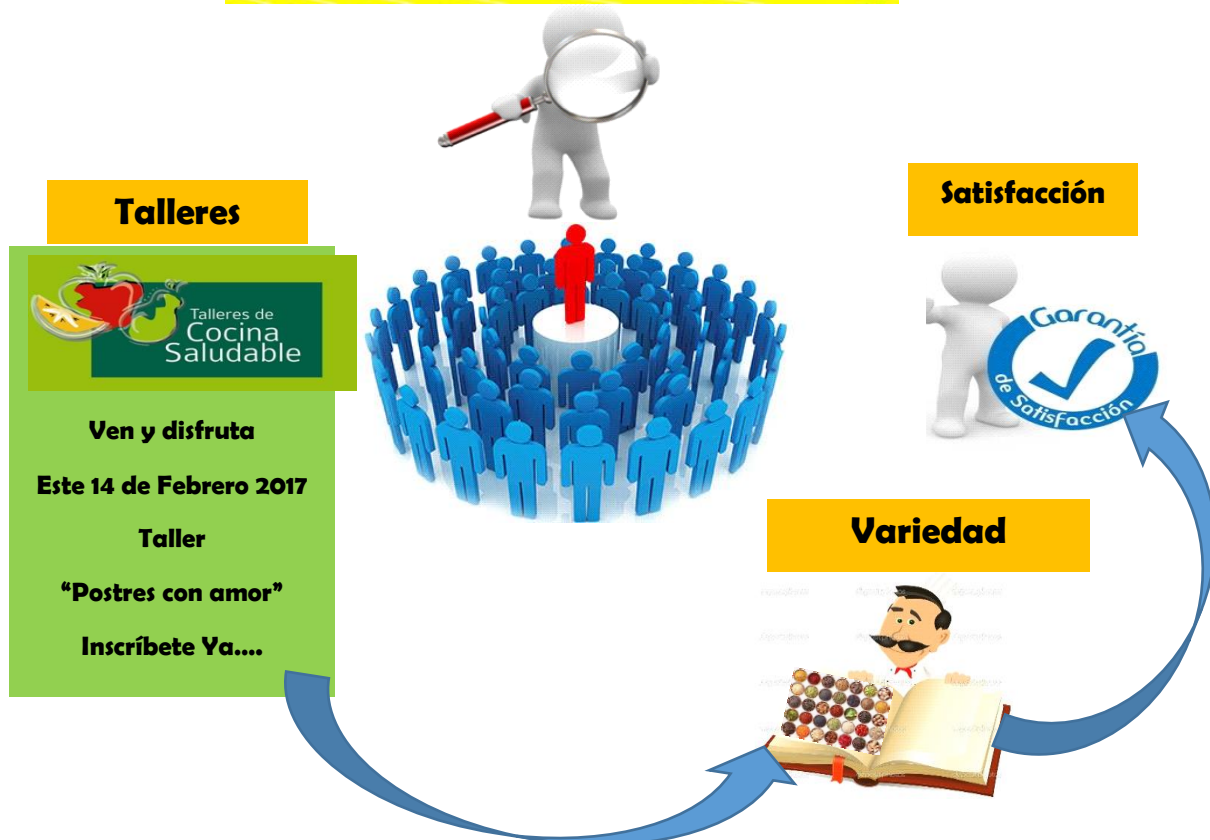 Talleres
Talleres de
Cocina
Saludable
Ven y disfruta
Este 14 de Febrero 2017
Taller
“Postres con amor”
Inscríbete Ya....
Satisfacción
Garantía
de Satisfacción
Variedad